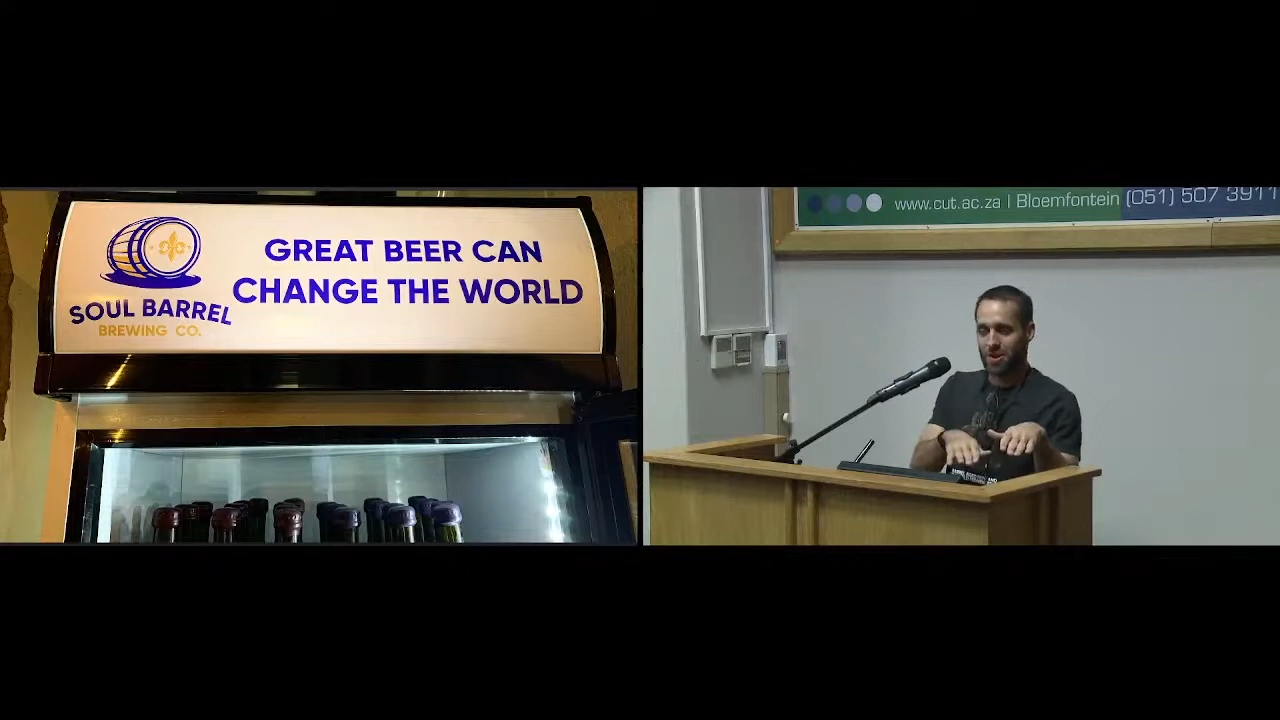 GREAT BEER CAN
CHANGE THE WORLD
SOUL BARREL
BREWING CO.
www.cut.ac.za | Bloemfontein (051) 507 3911